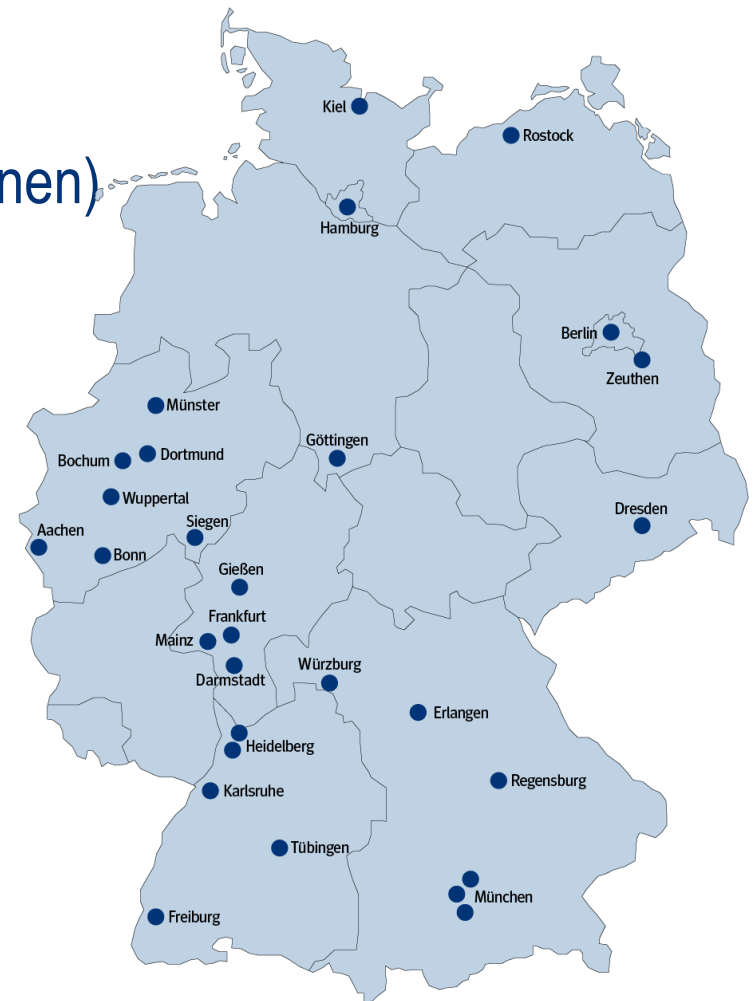 Kiel
Rostock
nen)
Hamburg
Berlin
Zeuthen
Münster
Göttingen
Dortmund
Bochum
Wuppertal
Dresden
Siegen
Aachen
Bonn
Gießen
Frankfurt
Mainz
Würzburg
Darmstadt
Erlangen
Heidelberg
Regensburg
Karlsruhe
Tübingen
München
Freiburg